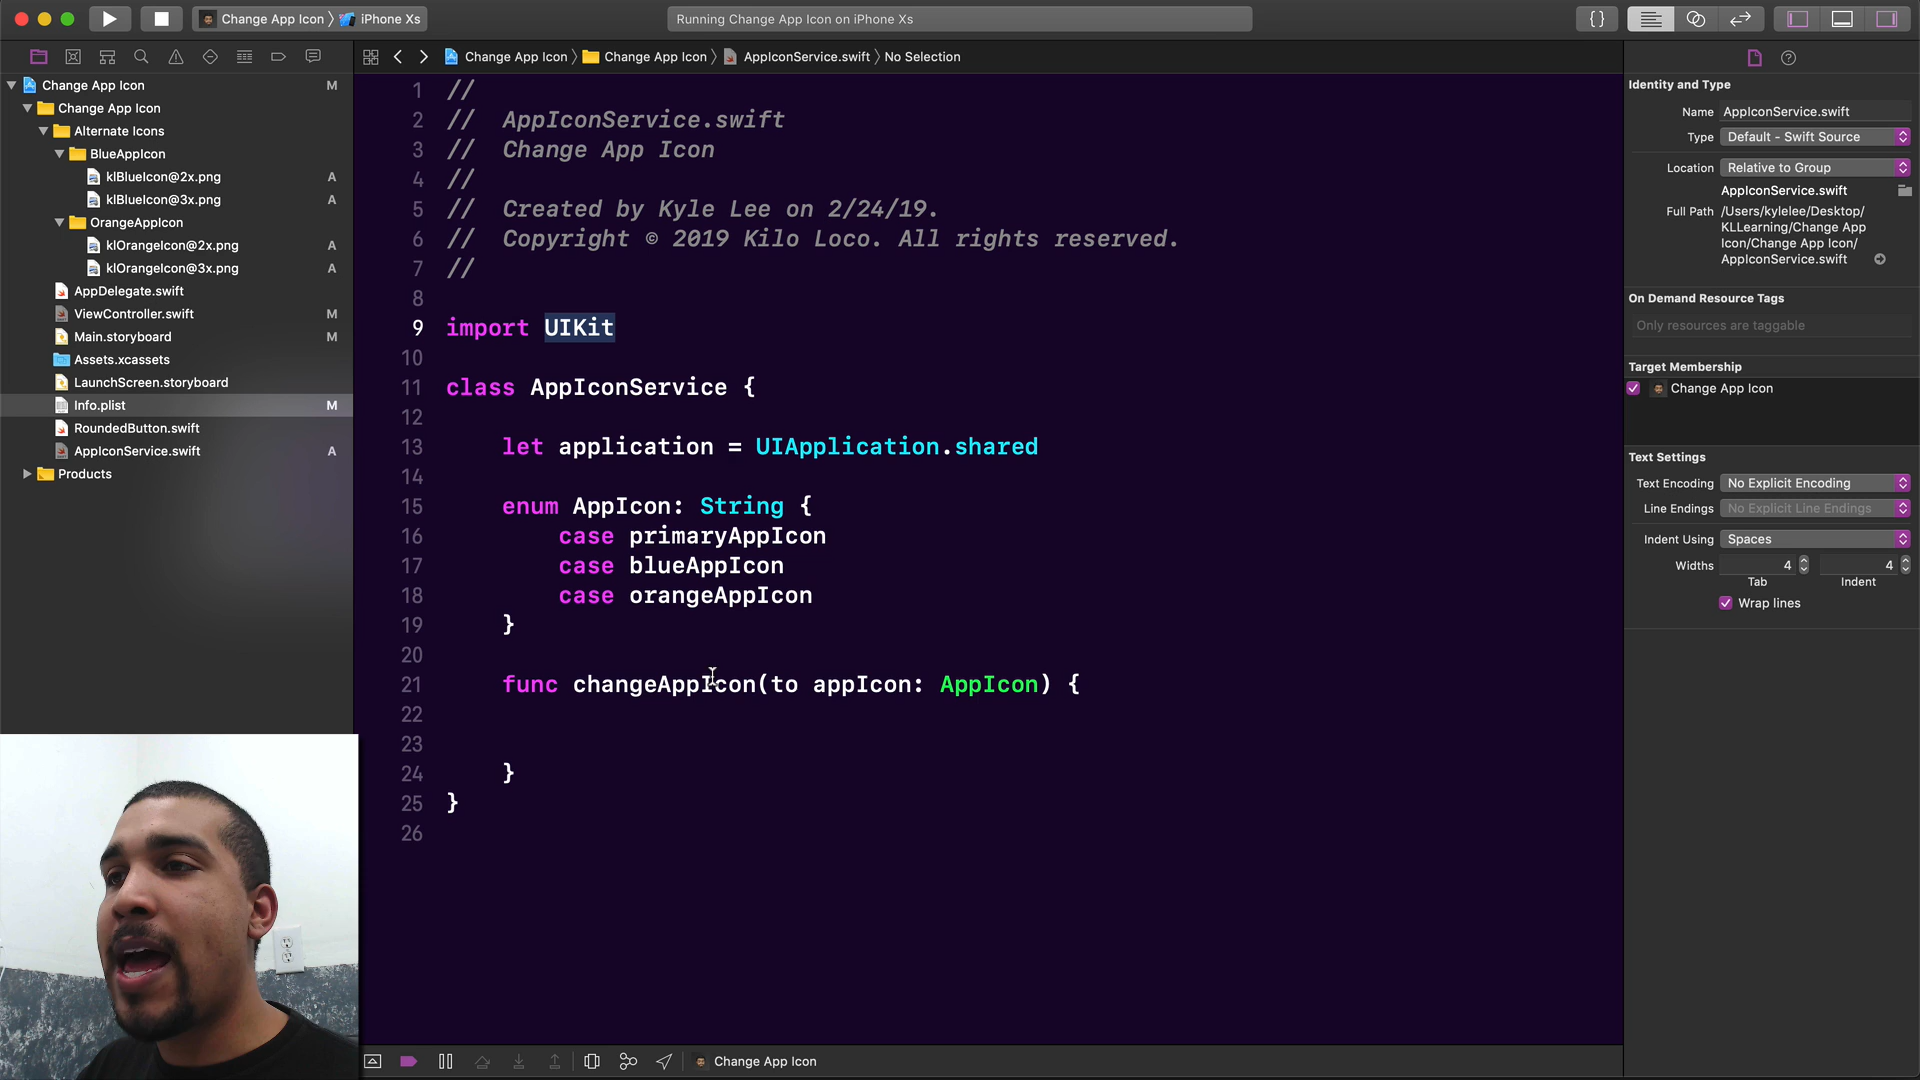 Change App Icon 〉 iPhone Xs
Running Change App Icon on iPhone Xs
{}
Change App Icon 〉 Change App Icon 〉 AppIconService.swift 〉 No Selection
Change App Icon M
Change App Icon
Alternate Icons
BlueAppIcon
klBlueIcon@2x.png A
klBlueIcon@3x.png A
OrangeAppIcon
klOrangeIcon@2x.png A
klOrangeIcon@3x.png A
AppDelegate.swift
ViewController.swift M
Main.storyboard M
Assets.xcassets
LaunchScreen.storyboard
Info.plist M
RoundedButton.swift
AppIconService.swift A
Products
1 //
2 //  AppIconService.swift
3 //  Change App Icon
4 //
5 //  Created by Kyle Lee on 2/24/19.
6 //  Copyright © 2019 Kilo Loco. All rights reserved.
7 //
8
9 import UIKit
10
11 class AppIconService {
12
13     let application = UIApplication.shared
14
15     enum AppIcon: String {
16         case primaryAppIcon
17         case blueAppIcon
18         case orangeAppIcon
19     }
20
21     func changeAppIcon(to appIcon: AppIcon) {
22
23
24     }
25 }
26
Change App Icon
Identity and Type
Name AppIconService.swift
Type Default - Swift Source
Location Relative to Group
AppIconService.swift
Full Path /Users/kylelee/Desktop/
KLLearning/Change App
Icon/Change App Icon/
AppIconService.swift
On Demand Resource Tags
Only resources are taggable
Target Membership
Change App Icon
Text Settings
Text Encoding No Explicit Encoding
Line Endings No Explicit Line Endings
Indent Using Spaces
Widths 4 4
Tab Indent
Wrap lines